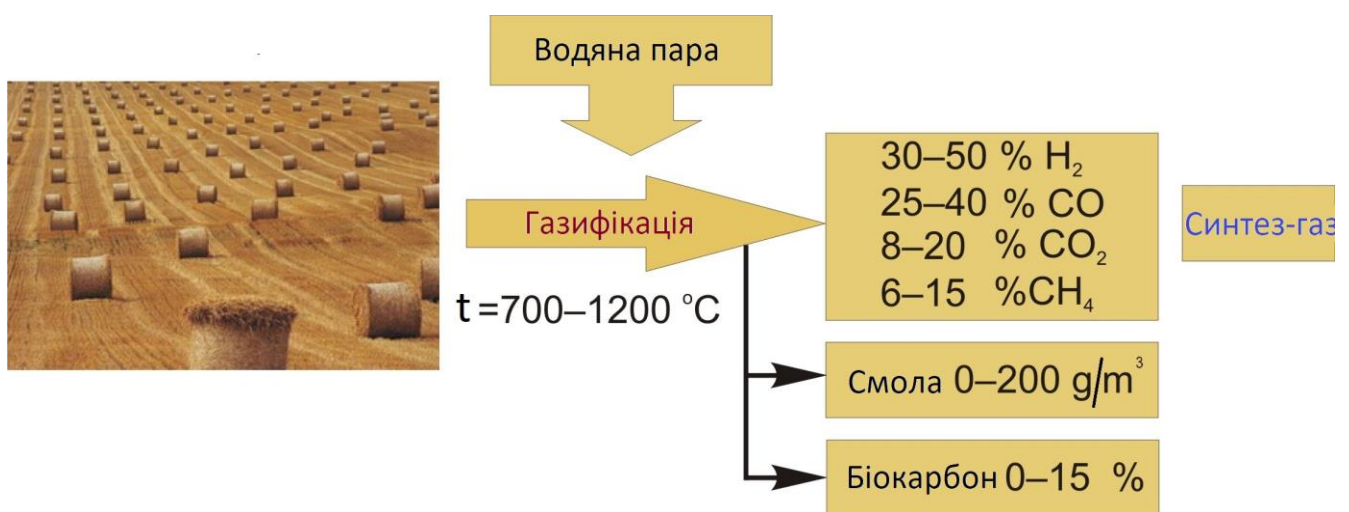 Водяна пара
Газифікація
t=700–1200 °C
30–50 % H₂
25–40 % CO
8–20 % CO₂
6–15 %CH₄
Синтез-газ
Смола 0–200 g/m³
Біокарбон 0–15 %